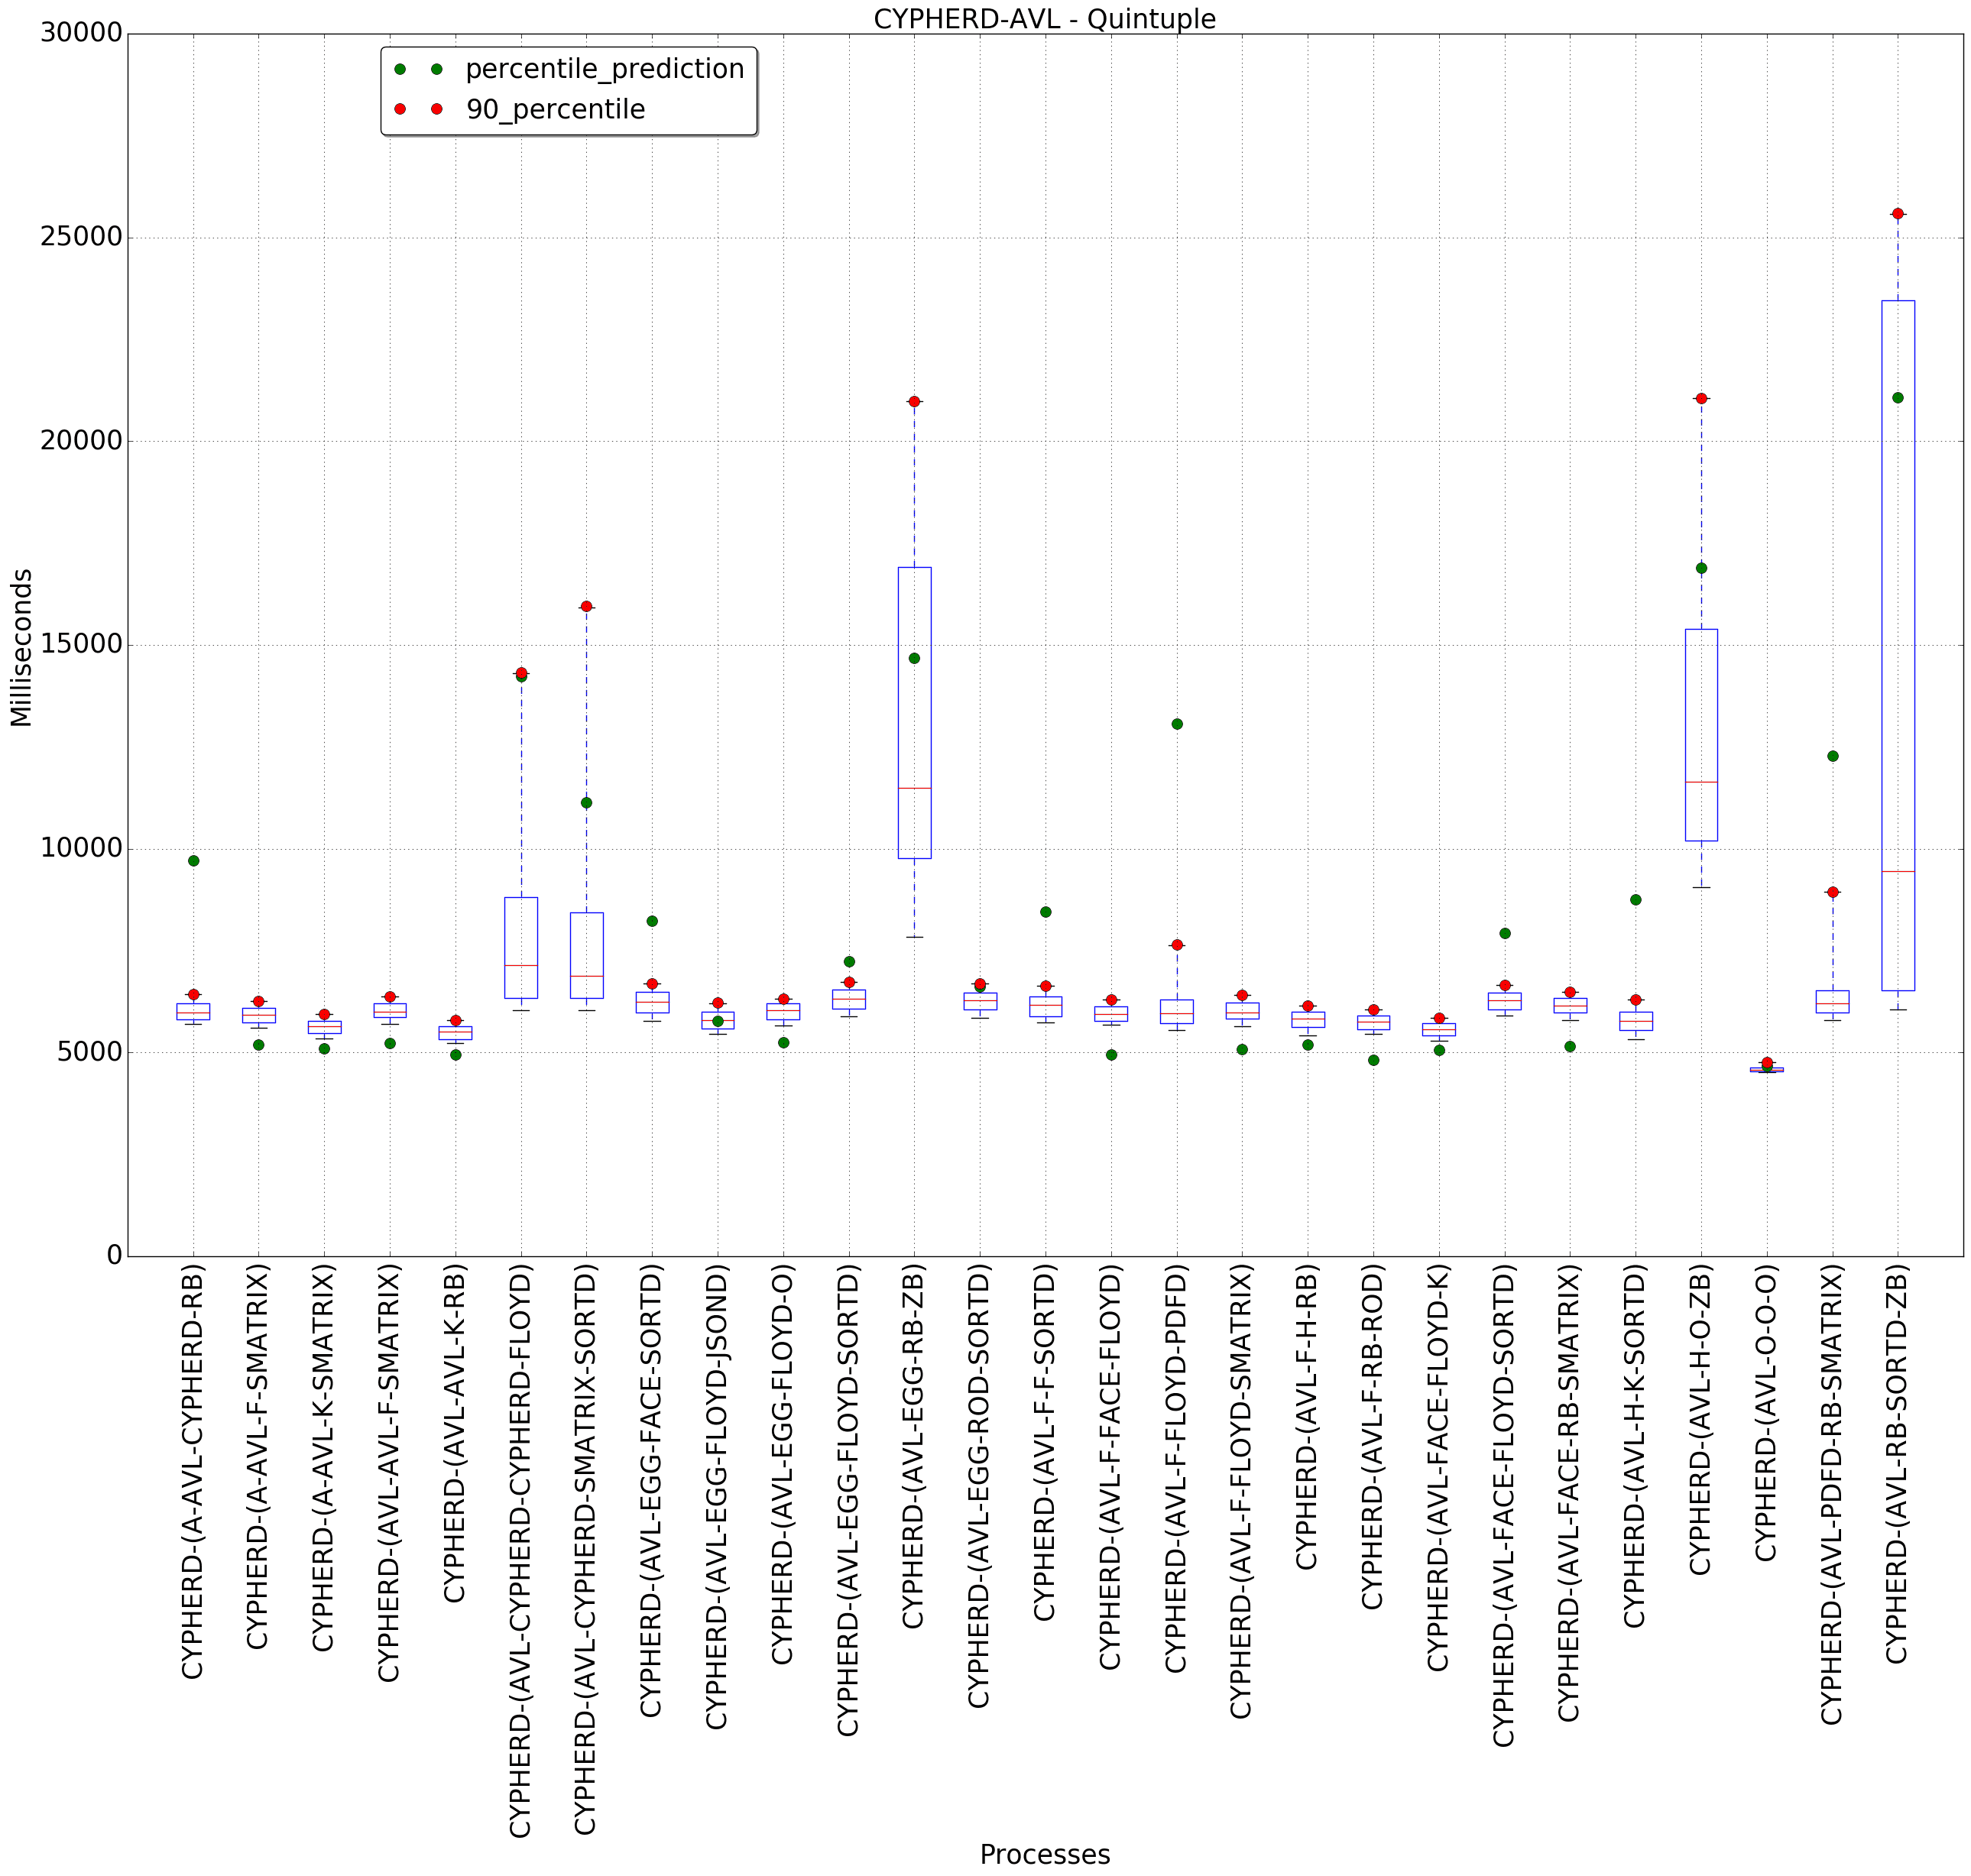 CYPHERD-AVL - Quintuple
percentile_prediction
90_percentile
30000
25000
20000
15000
10000
5000
0
Milliseconds
CYPHERD-(A-AVL-CYPHERD-RB)
CYPHERD-(A-AVL-F-SMATRIX)
CYPHERD-(A-AVL-K-SMATRIX)
CYPHERD-(AVL-AVL-F-SMATRIX)
CYPHERD-(AVL-AVL-K-RB)
CYPHERD-(AVL-CYPHERD-CYPHERD-FLOYD)
CYPHERD-(AVL-CYPHERD-SMATRIX-SORTD)
CYPHERD-(AVL-EGG-FACE-SORTD)
CYPHERD-(AVL-EGG-FLOYD-JSOND)
CYPHERD-(AVL-EGG-FLOYD-O)
CYPHERD-(AVL-EGG-FLOYD-SORTD)
CYPHERD-(AVL-EGG-RB-ZB)
CYPHERD-(AVL-EGG-ROD-SORTD)
CYPHERD-(AVL-F-F-SORTD)
CYPHERD-(AVL-F-FACE-FLOYD)
CYPHERD-(AVL-F-FLOYD-PDFD)
CYPHERD-(AVL-F-FLOYD-SMATRIX)
CYPHERD-(AVL-F-H-RB)
CYPHERD-(AVL-F-RB-ROD)
CYPHERD-(AVL-FACE-FLOYD-K)
CYPHERD-(AVL-FACE-FLOYD-SORTD)
CYPHERD-(AVL-FACE-RB-SMATRIX)
CYPHERD-(AVL-H-K-SORTD)
CYPHERD-(AVL-H-O-ZB)
CYPHERD-(AVL-O-O-O)
CYPHERD-(AVL-PDFD-RB-SMATRIX)
CYPHERD-(AVL-RB-SORTD-ZB)
Processes